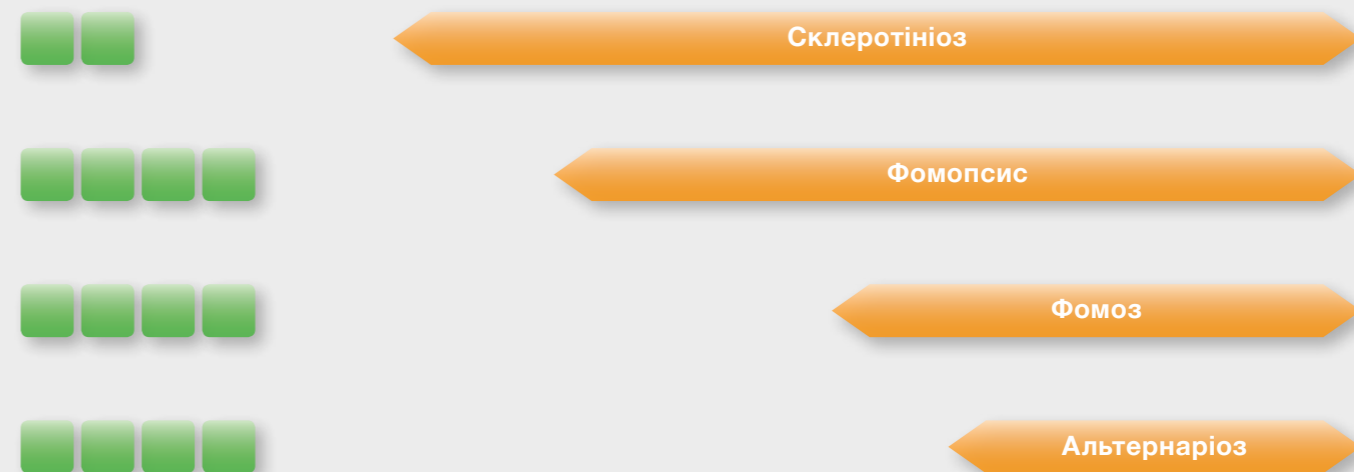 Склеротініоз
Фомопсис
Фомоз
Альтернаріоз